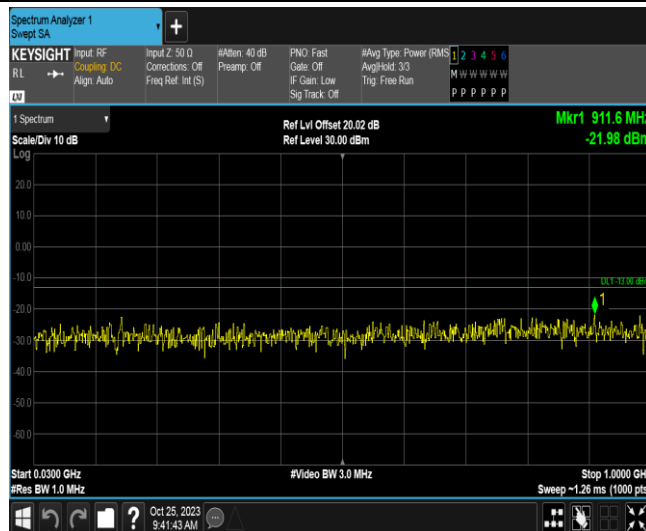 Spectrum Analyzer 1
Swept SA
+
KEYSIGHT
RL
LXI
Input: RF
Coupling: DC
Align: Auto
Input Z: 50 Ω
Corrections: Off
Freq Ref: Int (S)
#Atten: 40 dB
Preamp: Off
PNO: Fast
Gate: Off
IF Gain: Low
Sig Track: Off
#Avg Type: Power (RMS
Avg|Hold: 3/3
Trig: Free Run
1 2 3 4 5 6
M W W W W W
P P P P P P
1 Spectrum
Scale/Div 10 dB
Ref Lvl Offset 20.02 dB
Ref Level 30.00 dBm
Mkr1 911.6 MHz
-21.98 dBm
Log
20.0
10.0
0.00
-10.0
DL1 -13.00 dBm
1
-20.0
-30.0
-40.0
-50.0
-60.0
Start 0.0300 GHz
#Res BW 1.0 MHz
#Video BW 3.0 MHz
Stop 1.0000 GHz
Sweep ~1.26 ms (1000 pts
?
Oct 25, 2023
9:41:43 AM